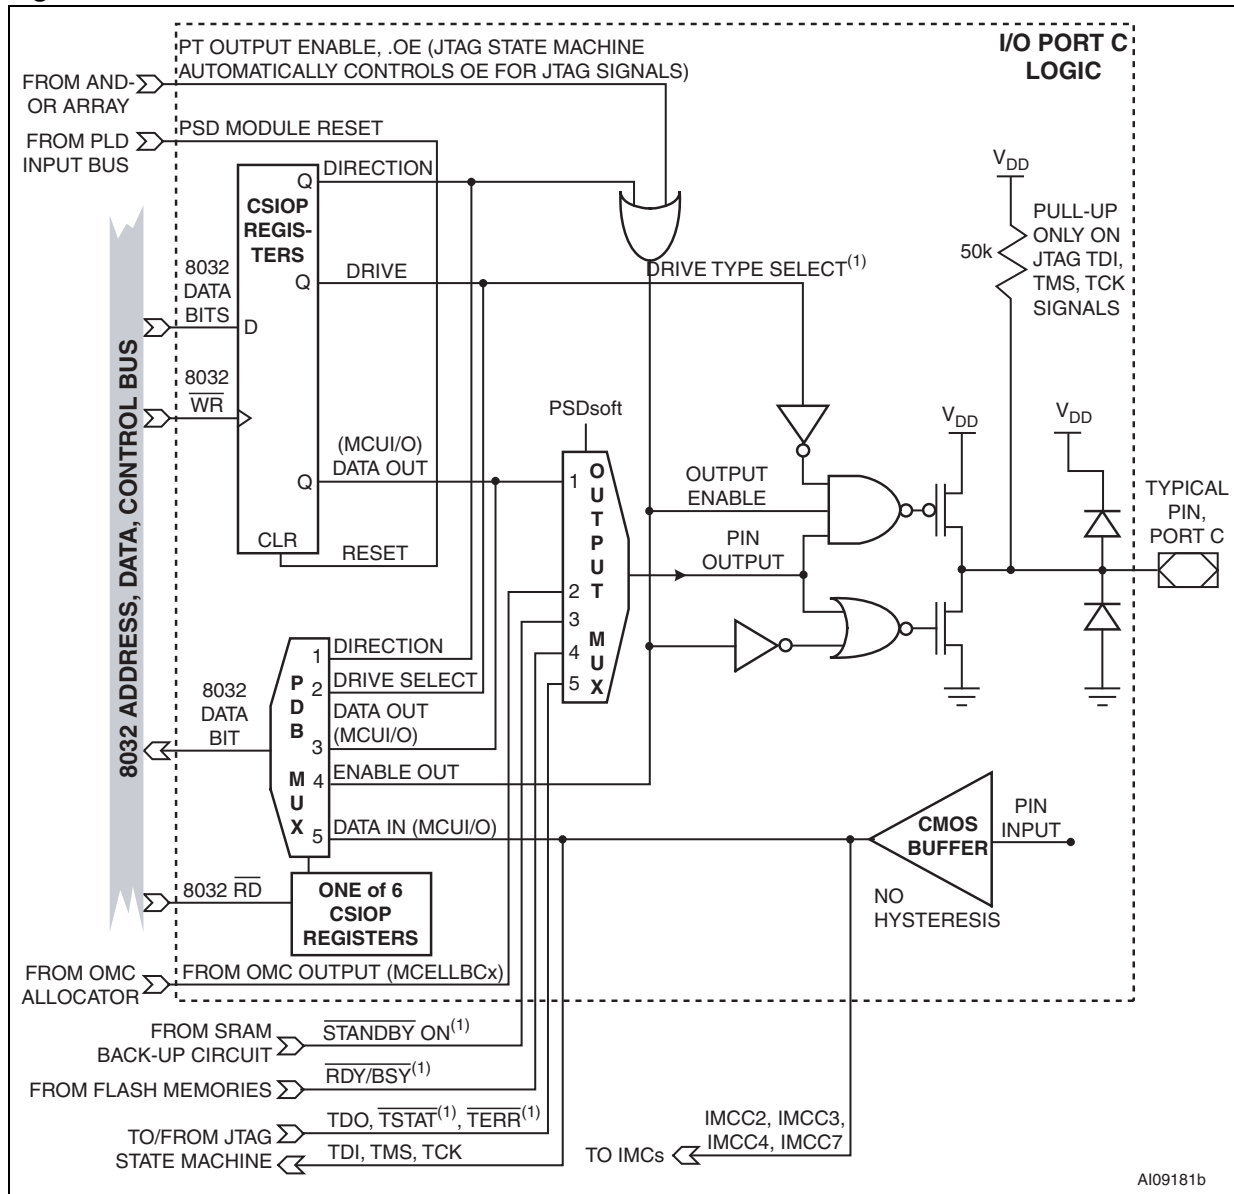 PT OUTPUT ENABLE, .OE (JTAG STATE MACHINE
AUTOMATICALLY CONTROLS OE FOR JTAG SIGNALS)
I/O PORT C
LOGIC
FROM AND-
OR ARRAY
PSD MODULE RESET
FROM PLD
INPUT BUS
DIRECTION
Q
CSIOP
REGIS-
TERS
VDD
PULL-UP
ONLY ON
JTAG TDI,
TMS, TCK
SIGNALS
50k
8032
DATA
BITS
DRIVE
Q
DRIVE TYPE SELECT(1)
D
8032 ADDRESS, DATA, CONTROL BUS
8032
WR
PSDsoft
VDD
VDD
(MCUI/O)
DATA OUT
Q
1
OUTPUT MUX
OUTPUT
ENABLE
TYPICAL
PIN,
PORT C
CLR
RESET
PIN
OUTPUT
2
3
4
5
8032
DATA
BIT
PDB MUX
1
DIRECTION
2
DRIVE SELECT
DATA OUT
3
(MCUI/O)
4
ENABLE OUT
5
DATA IN (MCUI/O)
CMOS
BUFFER
PIN
INPUT
NO
HYSTERESIS
8032 RD
ONE of 6
CSIOP
REGISTERS
FROM OMC
ALLOCATOR
FROM OMC OUTPUT (MCELLBCx)
FROM SRAM
BACK-UP CIRCUIT
STANDBY ON(1)
FROM FLASH MEMORIES
RDY/BSY(1)
TO/FROM JTAG
STATE MACHINE
TDO, TSTAT(1), TERR(1)
TDI, TMS, TCK
TO IMCs
IMCC2, IMCC3,
IMCC4, IMCC7
AI09181b